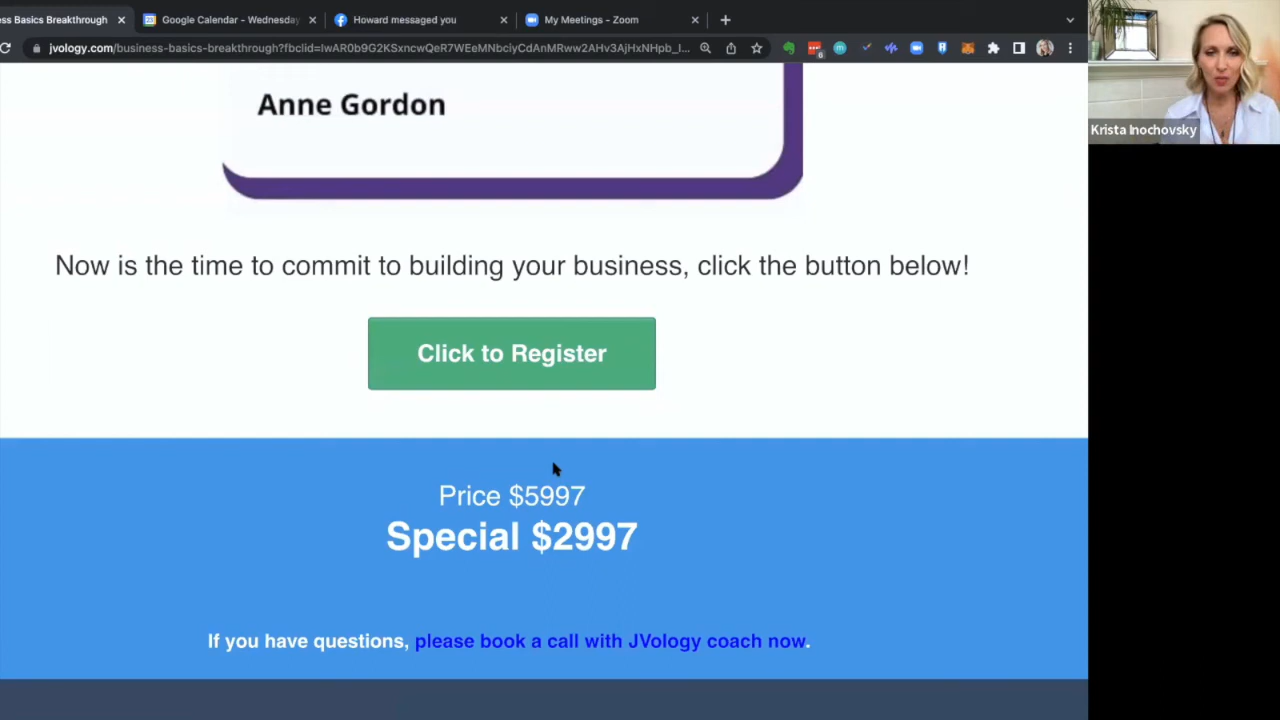 ess Basics Breakthrough
Google Calendar - Wednesday
Howard messaged you
My Meetings - Zoom
jvology.com/business-basics-breakthrough?fbclid=IwAR0b9G2KSxncwQeR7WEeMNbciyCdAnMRww2AHv3AjHxNHpb_I...
6
Krista Inochovsky
Anne Gordon
Now is the time to commit to building your business, click the button below!
Click to Register
Price $5997
Special $2997
If you have questions, please book a call with JVology coach now.